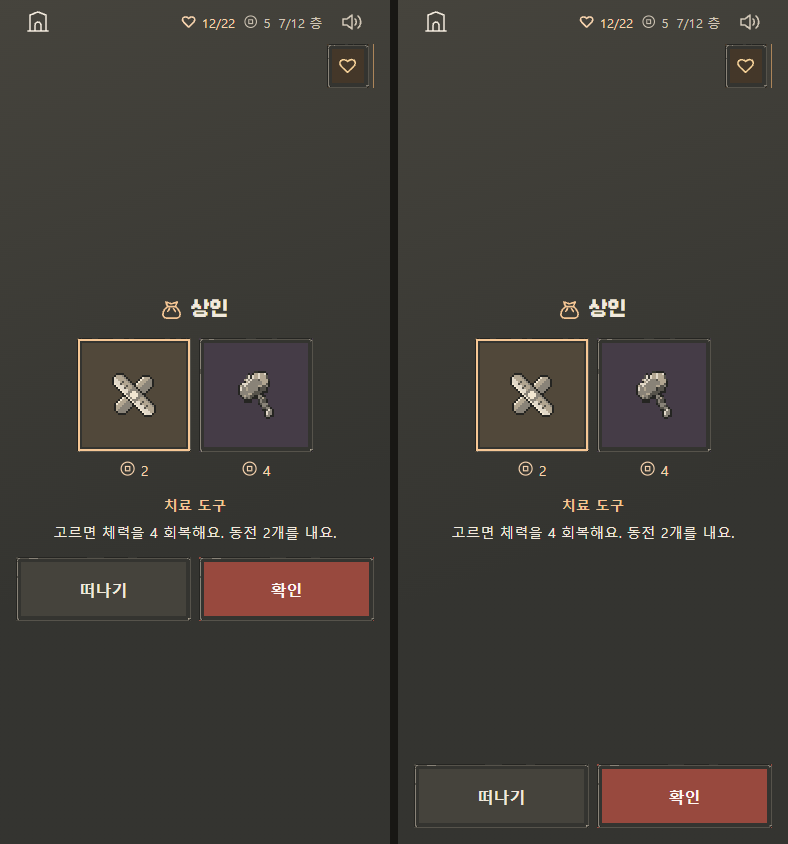 12/22 5 7/12 층
상인
2 4
치료 도구
고르면 체력을 4 회복해요. 동전 2개를 내요.
떠나기 확인
12/22 5 7/12 층
상인
2 4
치료 도구
고르면 체력을 4 회복해요. 동전 2개를 내요.
떠나기 확인